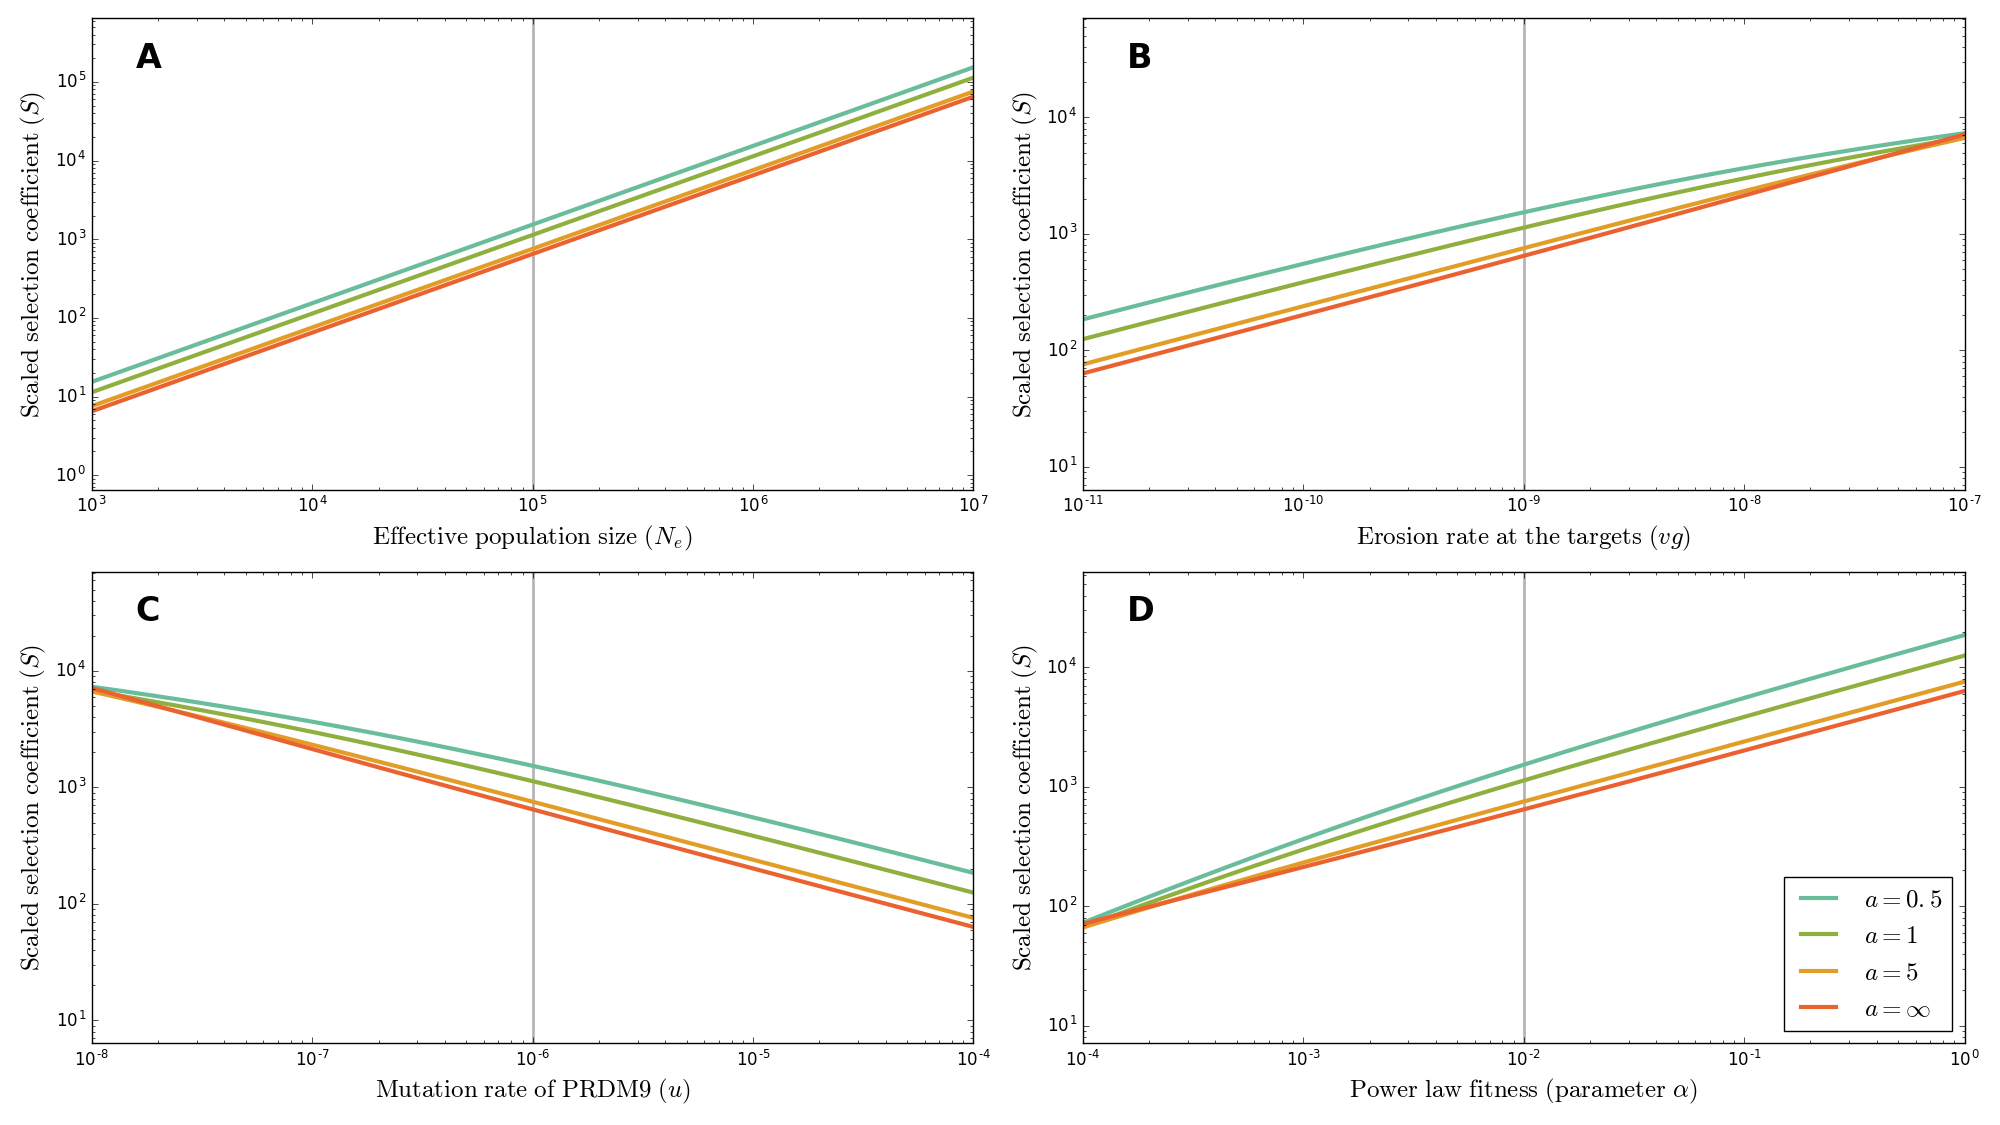 A
Scaled selection coefficient (S)
10^5
10^4
10^3
10^2
10^1
10^0
10^3 10^4 10^5 10^6 10^7
Effective population size (N_e)
B
Scaled selection coefficient (S)
10^4
10^3
10^2
10^1
10^-11 10^-10 10^-9 10^-8 10^-7
Erosion rate at the targets (vg)
C
Scaled selection coefficient (S)
10^4
10^3
10^2
10^1
10^-8 10^-7 10^-6 10^-5 10^-4
Mutation rate of PRDM9 (u)
D
Scaled selection coefficient (S)
10^4
10^3
10^2
10^1
10^-4 10^-3 10^-2 10^-1 10^0
Power law fitness (parameter α)
a = 0.5
a = 1
a = 5
a = ∞